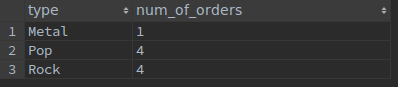 type num_of_orders
1 Metal 1
2 Pop 4
3 Rock 4